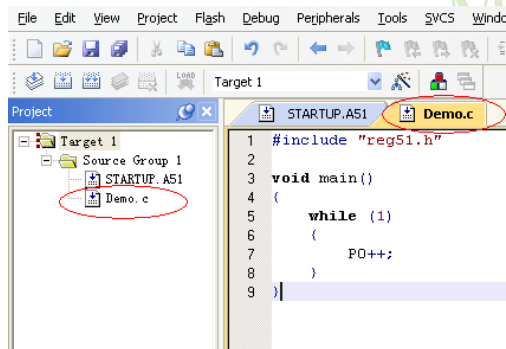 File Edit View Project Flash Debug Peripherals Tools SVCS
Target 1
Project
STARTUP.A51 Demo.c
Target 1
Source Group 1
STARTUP.A51
Demo.c
1 #include "reg51.h"
2
3 void main()
4 {
5 while (1)
6 {
7 P0++;
8 }
9 }